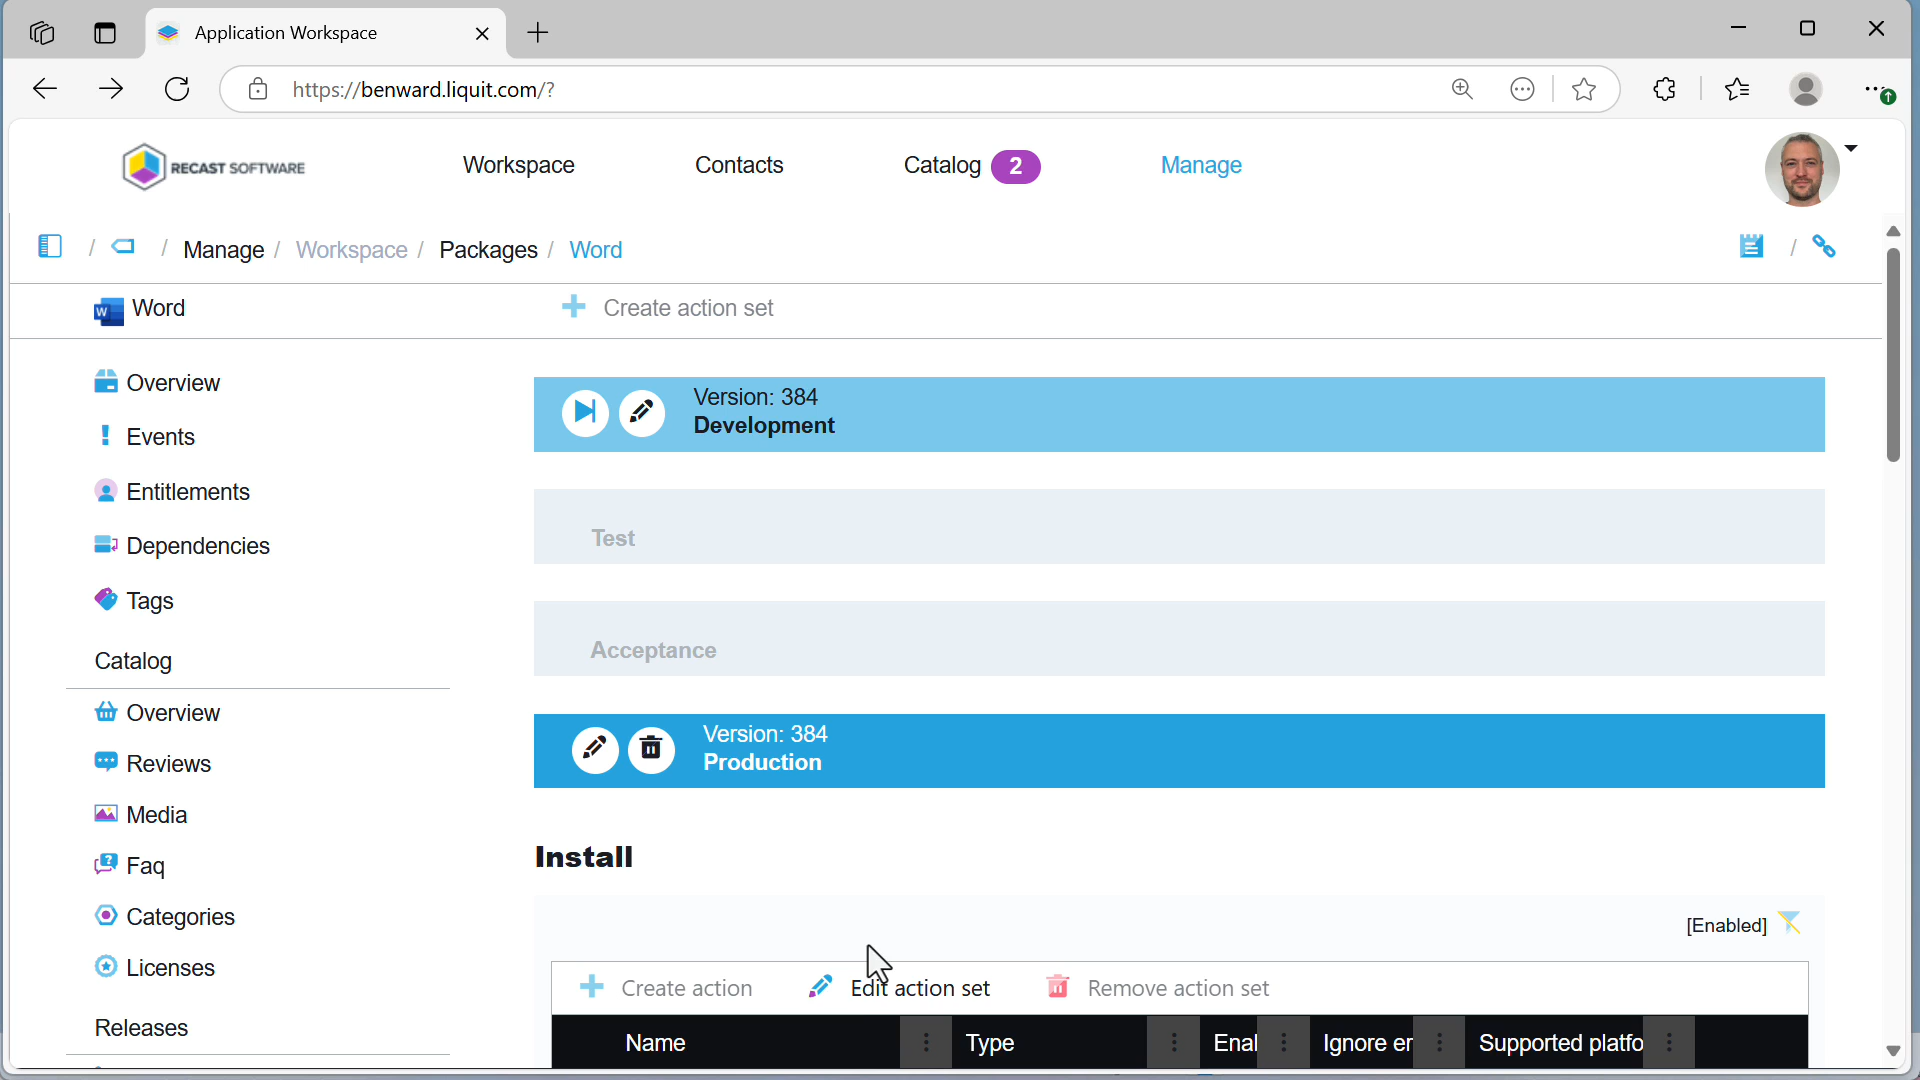 Application Workspace
https://benward.liquit.com/?
RECAST SOFTWARE
Workspace
Contacts
Catalog 2
Manage
/ / Manage / Workspace / Packages / Word
/
W Word
Create action set
Overview
Events
Entitlements
Dependencies
Tags
Catalog
Overview
Reviews
Media
Faq
Categories
Licenses
Releases
Version: 384
Development
Test
Acceptance
Version: 384
Production
Install
[Enabled]
Create action
Edit action set
Remove action set
Name
Type
Enal
Ignore er
Supported platfo